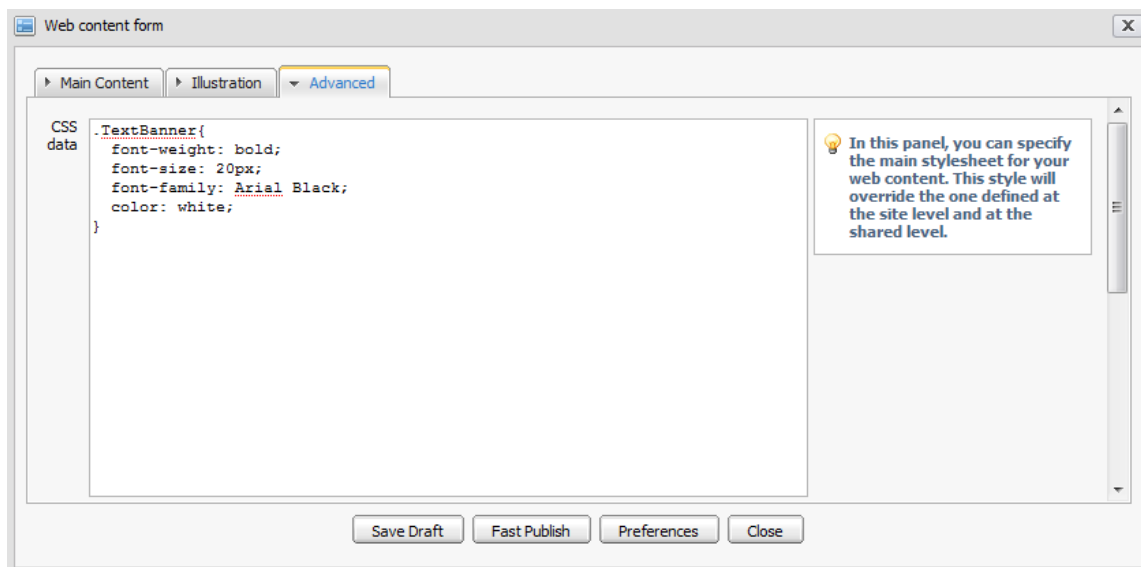 Web content form
X
Main Content Illustration Advanced
CSS
data
.TextBanner{
  font-weight: bold;
  font-size: 20px;
  font-family: Arial Black;
  color: white;
}
In this panel, you can specify
the main stylesheet for your
web content. This style will
override the one defined at
the site level and at the
shared level.
Save Draft Fast Publish Preferences Close